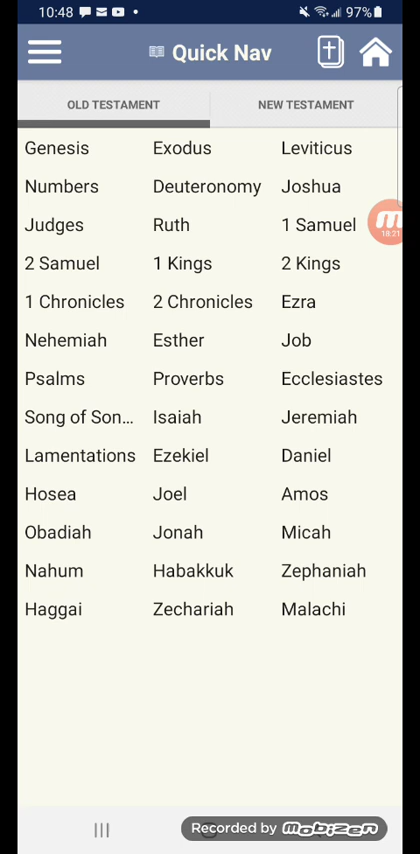 10:48 97%
Quick Nav
OLD TESTAMENT NEW TESTAMENT
Genesis Exodus Leviticus
Numbers Deuteronomy Joshua
Judges Ruth 1 Samuel
18:21
2 Samuel 1 Kings 2 Kings
1 Chronicles 2 Chronicles Ezra
Nehemiah Esther Job
Psalms Proverbs Ecclesiastes
Song of Son... Isaiah Jeremiah
Lamentations Ezekiel Daniel
Hosea Joel Amos
Obadiah Jonah Micah
Nahum Habakkuk Zephaniah
Haggai Zechariah Malachi
Recorded by mobizen